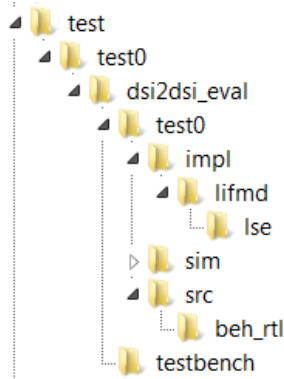 test
test0
dsi2dsi_eval
test0
impl
lifmd
lse
sim
src
beh_rtl
testbench